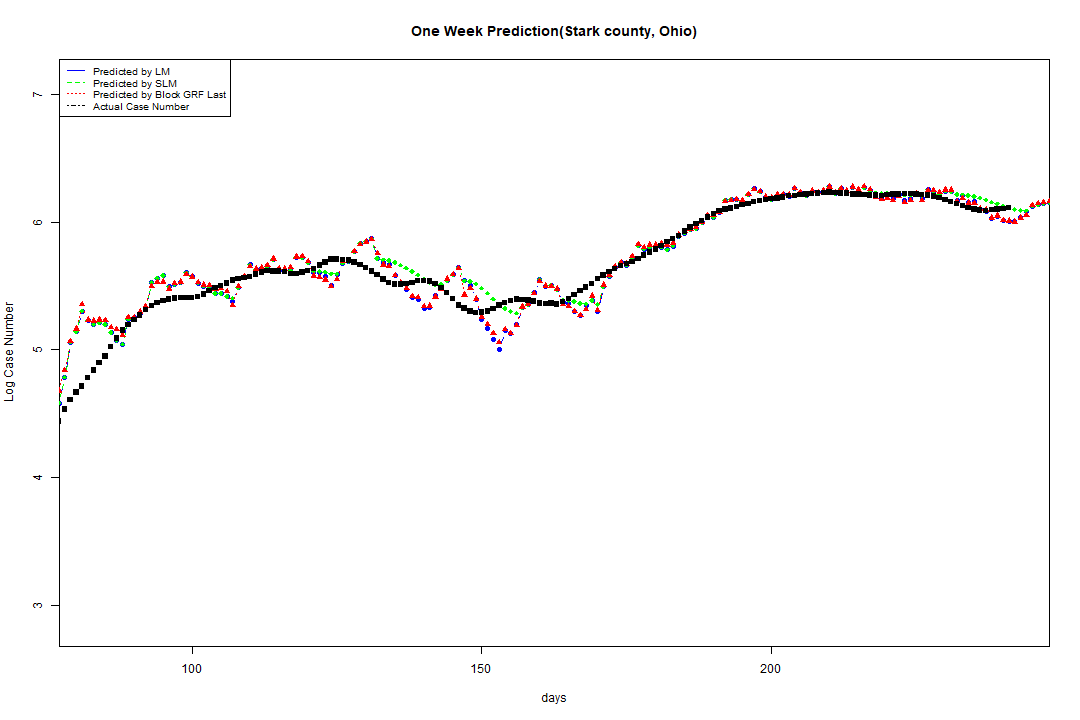 One Week Prediction(Stark county, Ohio)
Predicted by LM
Predicted by SLM
Predicted by Block GRF Last
Actual Case Number
7
6
5
4
3
Log Case Number
100 150 200
days